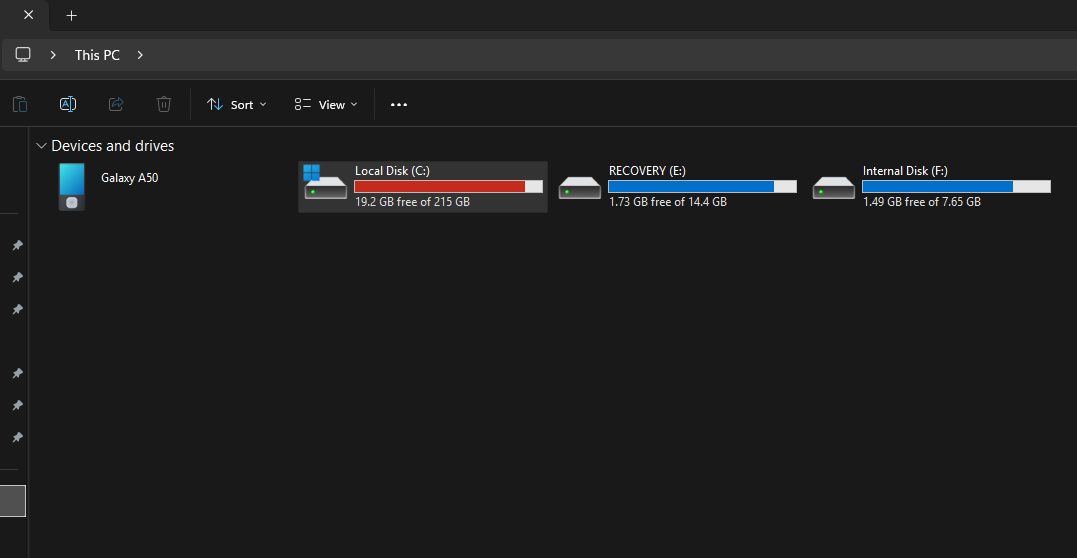 This PC
Sort
View
Devices and drives
Galaxy A50
Local Disk (C:)
19.2 GB free of 215 GB
RECOVERY (E:)
1.73 GB free of 14.4 GB
Internal Disk (F:)
1.49 GB free of 7.65 GB